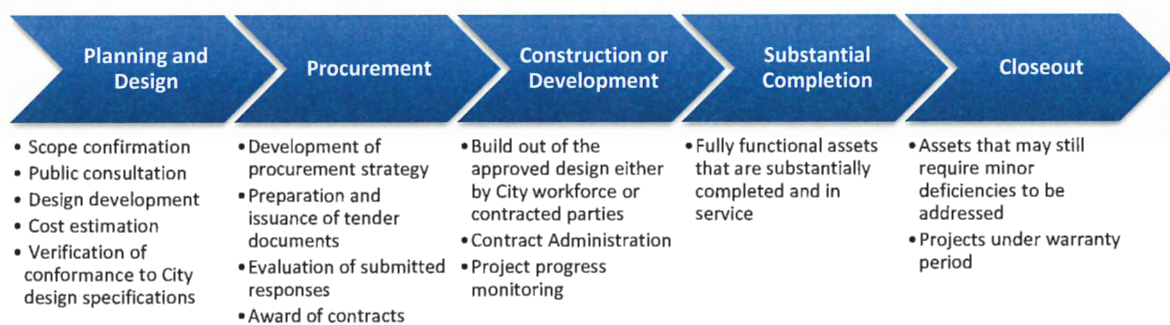 Planning and
Design
Procurement
Construction or
Development
Substantial
Completion
Closeout
• Scope confirmation
• Public consultation
• Design development
• Cost estimation
• Verification of
conformance to City
design specifications
• Development of
procurement strategy
• Preparation and
issuance of tender
documents
• Evaluation of submitted
responses
• Award of contracts
• Build out of the
approved design either
by City workforce or
contracted parties
• Contract Administration
• Project progress
monitoring
• Fully functional assets
that are substantially
completed and in
service
• Assets that may still
require minor
deficiencies to be
addressed
• Projects under warranty
period